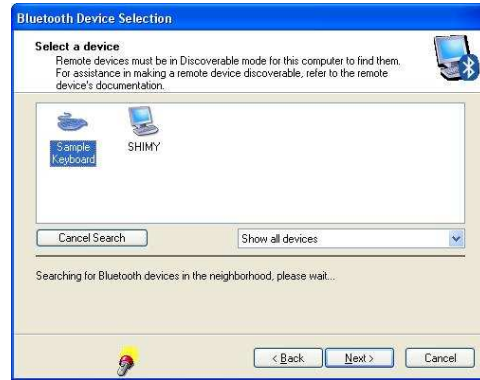 Bluetooth Device Selection
Select a device
Remote devices must be in Discoverable mode for this computer to find them.
For assistance in making a remote device discoverable, refer to the remote
device's documentation.
Sample
Keyboard
SHIMY
Cancel Search
Show all devices
Searching for Bluetooth devices in the neighborhood, please wait...
< Back
Next >
Cancel